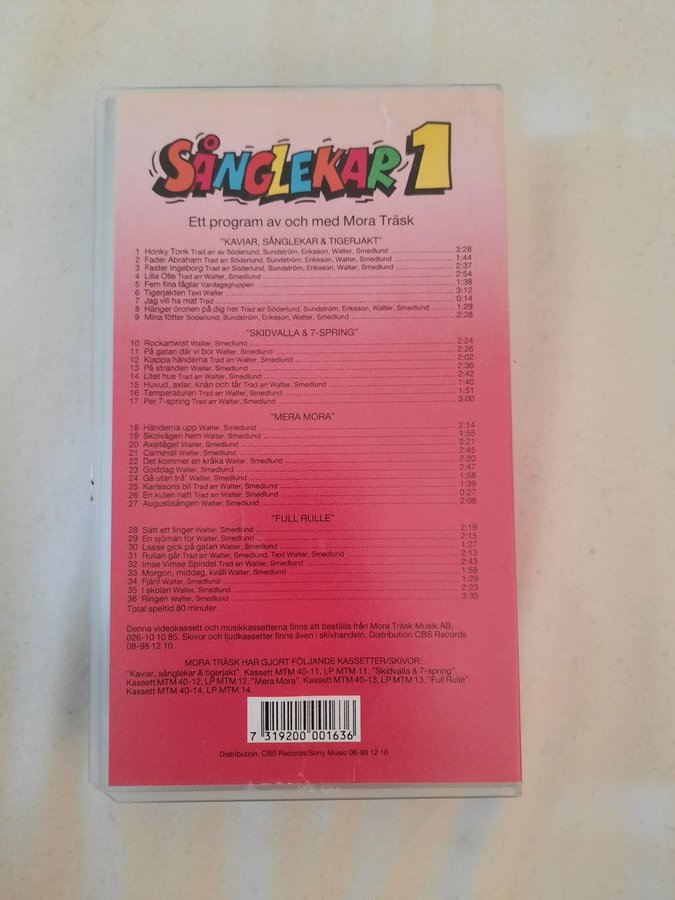 SÅNGLEKAR 1
Ett program av och med Mora Träsk
"KAVIAR, SÅNGLEKAR & TIGERJAKT"
1 Honky Tonk Trad arr av Söderlund, Sundström, Eriksson, Walter, Smedlund 3:28
2 Fader Abraham Trad arr Söderlund, Sundström, Eriksson, Walter, Smedlund 1:44
3 Faster Ingeborg Trad arr Söderlund, Sundström, Eriksson, Walter, Smedlund 2:37
4 Lilla Olle Trad arr Walter, Smedlund 2:54
5 Fem fina fåglar Vardagsgruppen 1:38
6 Tigerjakten Text Walter 3:12
7 Jag vill ha mat Trad 0:14
8 Hänger öronen på dig ner Trad arr Söderlund, Sundström, Eriksson, Walter, Smedlund 1:29
9 Mina fötter Söderlund, Sundström, Eriksson, Walter, Smedlund 2:28
"SKIDVALLA & 7-SPRING"
10 Rockartwist Walter, Smedlund 2:24
11 På gatan där vi bor Walter, Smedlund 2:26
12 Klappa händerna Trad arr Walter, Smedlund 2:02
13 På stranden Walter, Smedlund 2:36
14 Litet hus Trad arr Walter, Smedlund 2:42
15 Huvud, axlar, knän och tår Trad arr Walter, Smedlund 1:40
16 Temperaturen Trad arr Walter, Smedlund 1:51
17 Per 7-spring Trad arr Walter, Smedlund 3:00
"MERA MORA"
18 Händerna upp Walter, Smedlund 2:14
19 Skolvägen hem Walter, Smedlund 1:55
20 Axeltåget Walter, Smedlund 3:21
21 Carneval Walter, Smedlund 2:45
22 Det kommer en kråka Walter, Smedlund 2:20
23 Goddag Walter, Smedlund 2:47
24 Gå utan trå' Walter, Smedlund 1:58
25 Karlssons bil Trad arr Walter, Smedlund 1:39
26 En kulen natt Trad arr Walter, Smedlund 0:27
27 Augustisången Walter, Smedlund 2:08
"FULL RULLE"
28 Sätt ett finger Walter, Smedlund 2:19
29 En sjöman för Walter, Smedlund 2:15
30 Lasse gick på gatan Walter, Smedlund 1:27
31 Rullan går Trad arr Walter, Smedlund, Text Walter, Smedlund 2:13
32 Imse Vimse Spindel Trad arr Walter, Smedlund 2:43
33 Morgon, middag, kväll Walter, Smedlund 1:58
34 Fjäril Walter, Smedlund 1:29
35 I skolan Walter, Smedlund 2:23
36 Ringen Walter, Smedlund 3:35
Total speltid 80 minuter.
Denna videokassett och musikkassetterna finns att beställa från Mora Träsk Musik AB,
026-10 10 85. Skivor och ljudkassetter finns även i skivhandeln. Distribution CBS Records
08-98 12 10.
MORA TRÄSK HAR GJORT FÖLJANDE KASSETTER/SKIVOR:
"Kaviar, sånglekar & tigerjakt". Kassett MTM 40-11, LP MTM 11. "Skidvalla & 7-spring".
Kassett MTM 40-12, LP MTM 12. "Mera Mora". Kassett MTM 40-13, LP MTM 13. "Full Rulle".
Kassett MTM 40-14, LP MTM 14.
7 319200 001636
Distribution: CBS Records/Sony Music 08-98 12 10